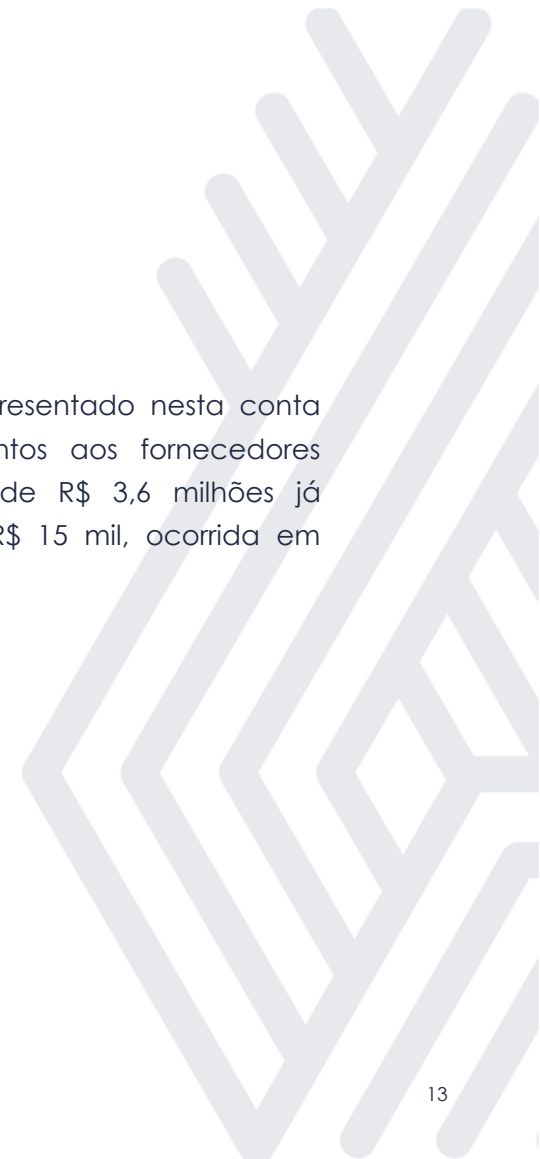 resentado nesta conta
ntos aos fornecedores
de R$ 3,6 milhões já
R$ 15 mil, ocorrida em
13